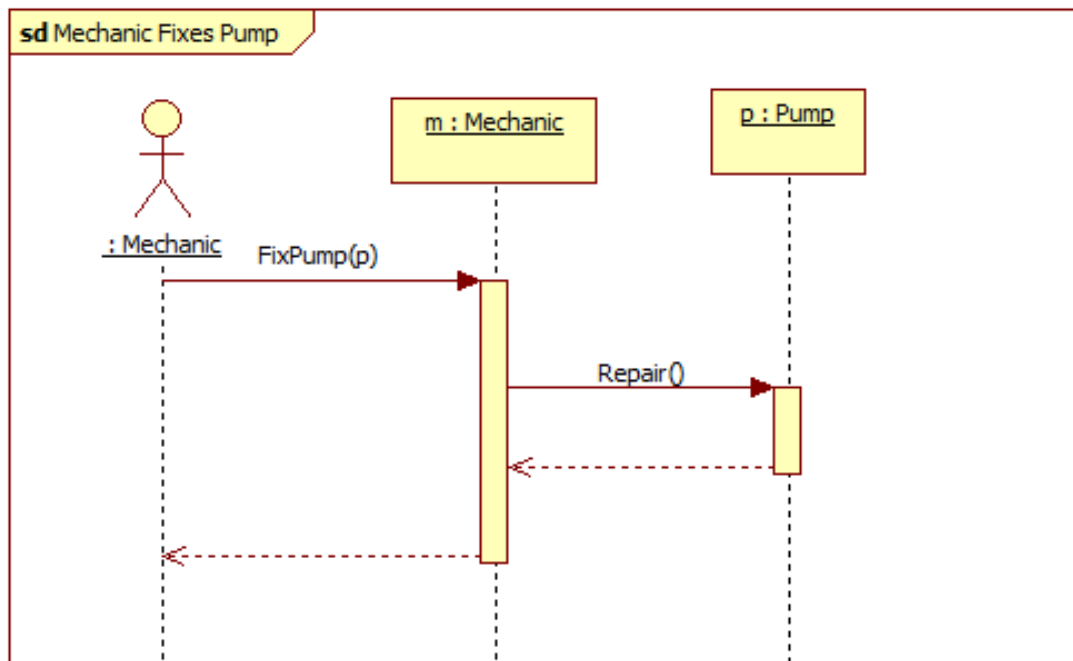 sd Mechanic Fixes Pump
m : Mechanic
p : Pump
: Mechanic
FixPump(p)
Repair()